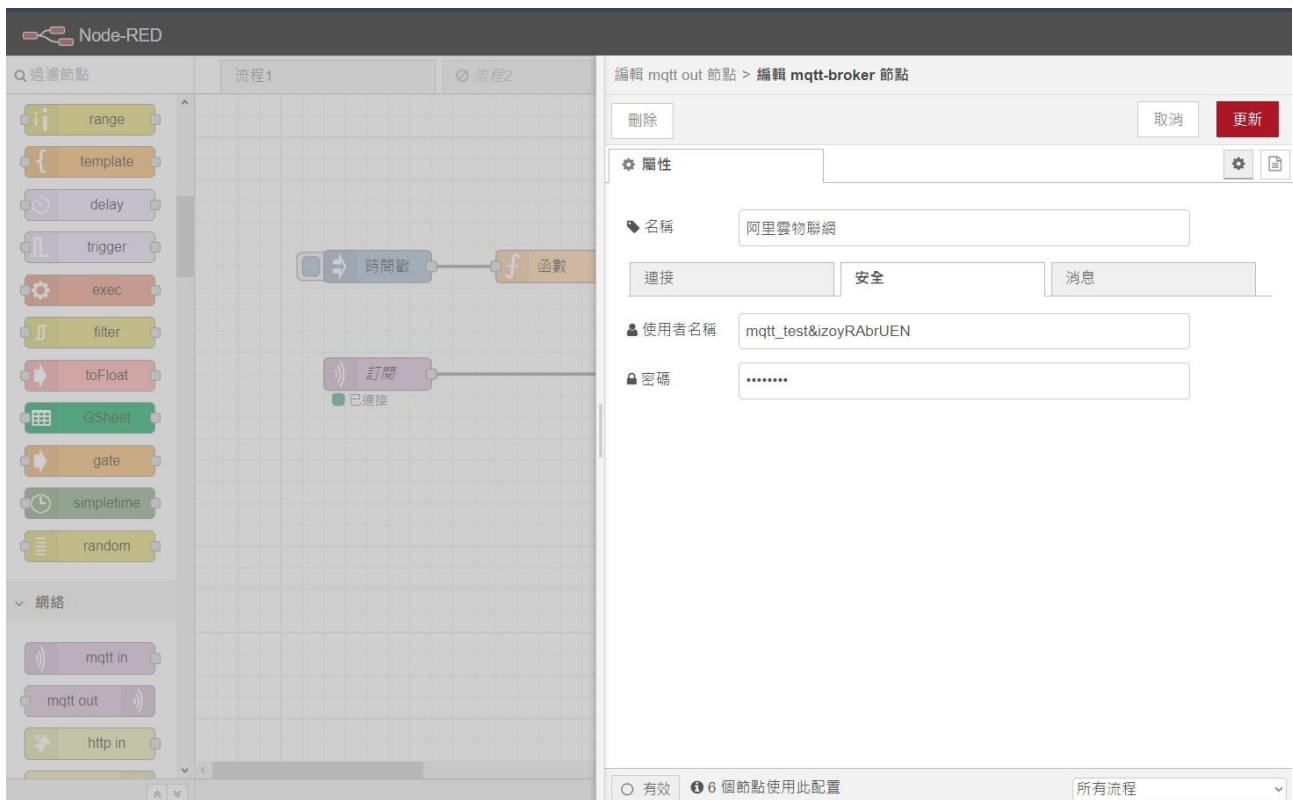 Node-RED
過濾節點
流程1
流程2
編輯 mqtt out 節點 > 編輯 mqtt-broker 節點
刪除
取消
更新
屬性
名稱
阿里雲物聯網
連接
安全
消息
使用者名稱
mqtt_test&izoyRAbrUEN
密碼
••••••••
range
template
delay
trigger
exec
filter
toFloat
GSheet
gate
simpletime
random
網絡
mqtt in
mqtt out
http in
時間戳
函數
訂閱
已連接
有效
6 個節點使用此配置
所有流程